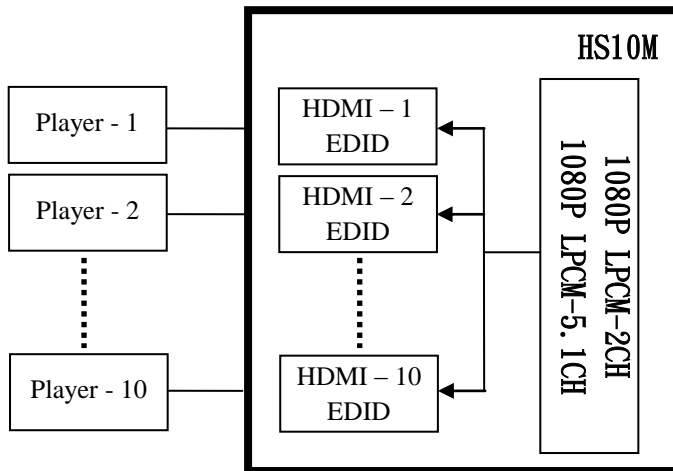 HS10M
Player - 1
HDMI – 1
EDID
Player - 2
HDMI – 2
EDID
Player - 10
HDMI – 10
EDID
1080P LPCM-2CH
1080P LPCM-5.1CH